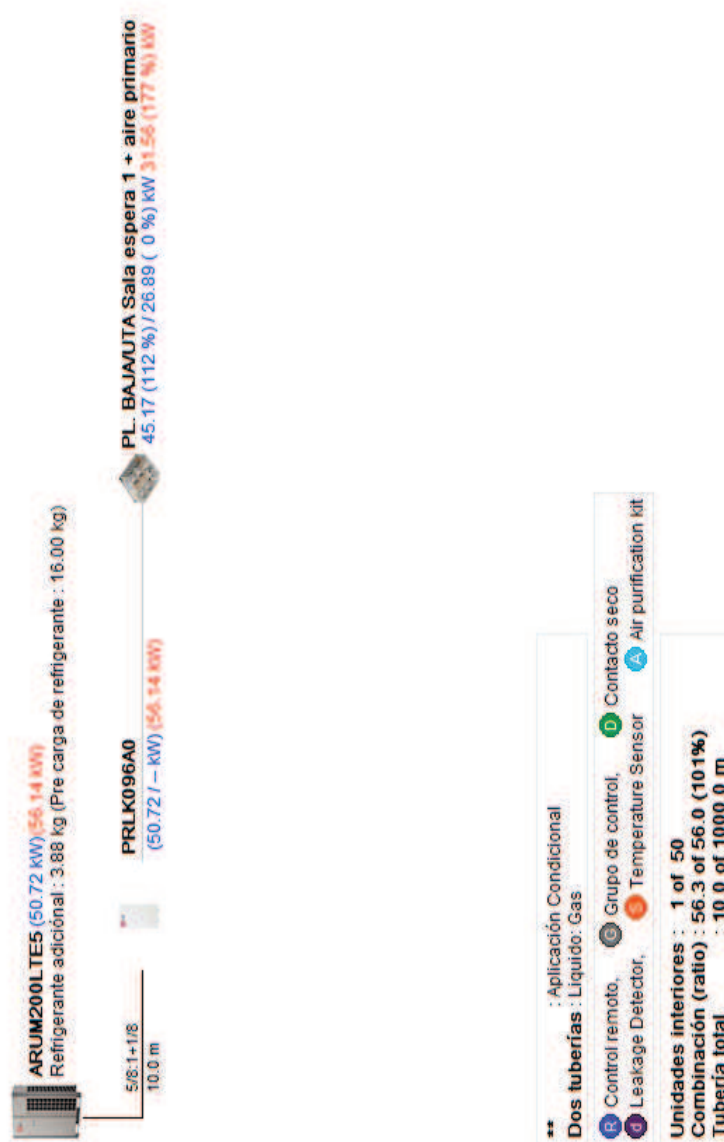 ARUM200LTE5 (50.72 kW)(56.14 kW)
Refrigerante adiciónal : 3.88 kg (Pre carga de refrigerante : 16.00 kg)
5/8:1+1/8
10.0 m
PRLK096A0
(50.72 / -- kW) (56.14 kW)
PL. BAJA/UTA Sala espera 1 + aire primario
45.17 (112 %) / 26.89 ( 0 %) kW 31.56 (177 %) kW
** : Aplicación Condicional
Dos tuberías : Líquido: Gas
R Control remoto, G Grupo de control, D Contacto seco
d Leakage Detector, S Temperature Sensor A Air purification kit
Unidades interiores : 1 of 50
Combinación (ratio) : 56.3 of 56.0 (101%)
Tubería total : 10.0 of 1000.0 m